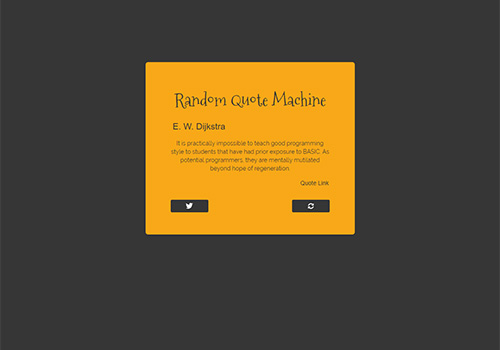 Random Quote Machine
E. W. Dijkstra
It is practically impossible to teach good programming
style to students that have had prior exposure to BASIC. As
potential programmers, they are mentally mutilated
beyond hope of regeneration.
Quote Link